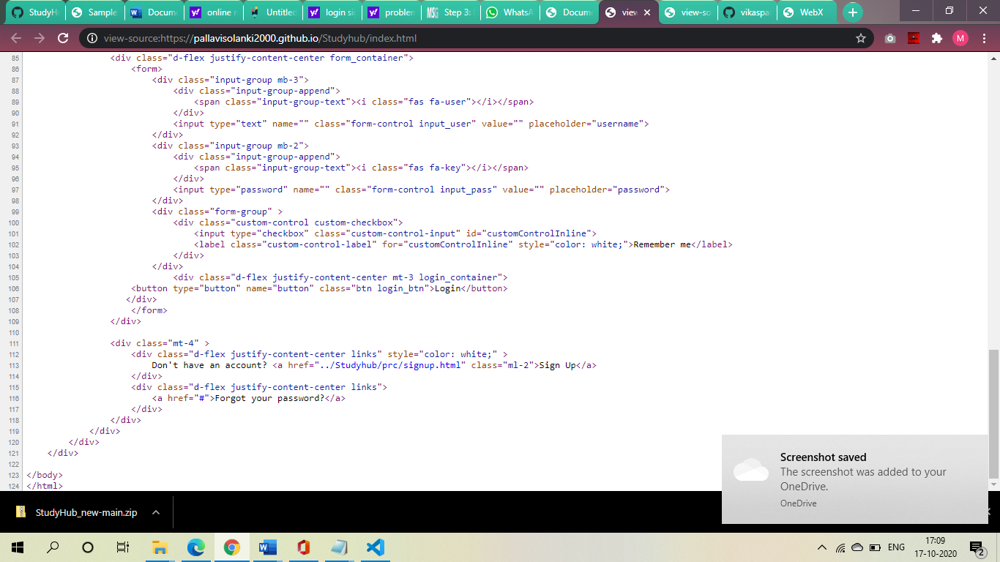 StudyH
Sample
Docum
online r
Untitled
login si
problen
Step 3:
WhatsA
Docum
view
view-so
vikaspa
WebX
view-source:https://pallavisolanki2000.github.io/Studyhub/index.html
M
85 <div class="d-flex justify-content-center form_container">
86 <form>
87 <div class="input-group mb-3">
88 <div class="input-group-append">
89 <span class="input-group-text"><i class="fas fa-user"></i></span>
90 </div>
91 <input type="text" name="" class="form-control input_user" value="" placeholder="username">
92 </div>
93 <div class="input-group mb-2">
94 <div class="input-group-append">
95 <span class="input-group-text"><i class="fas fa-key"></i></span>
96 </div>
97 <input type="password" name="" class="form-control input_pass" value="" placeholder="password">
98 </div>
99 <div class="form-group" >
100 <div class="custom-control custom-checkbox">
101 <input type="checkbox" class="custom-control-input" id="customControlInline">
102 <label class="custom-control-label" for="customControlInline" style="color: white;">Remember me</label>
103 </div>
104 </div>
105 <div class="d-flex justify-content-center mt-3 login_container">
106 <button type="button" name="button" class="btn login_btn">Login</button>
107 </div>
108 </form>
109 </div>
110
111 <div class="mt-4" >
112 <div class="d-flex justify-content-center links" style="color: white;" >
113 Don't have an account? <a href="../Studyhub/prc/signup.html" class="ml-2">Sign Up</a>
114 </div>
115 <div class="d-flex justify-content-center links">
116 <a href="#">Forgot your password?</a>
117 </div>
118 </div>
119 </div>
120 </div>
121 </div>
122
123 </body>
124 </html>
Screenshot saved
The screenshot was added to your
OneDrive.
OneDrive
StudyHub_new-main.zip
ENG
17:09
17-10-2020
2